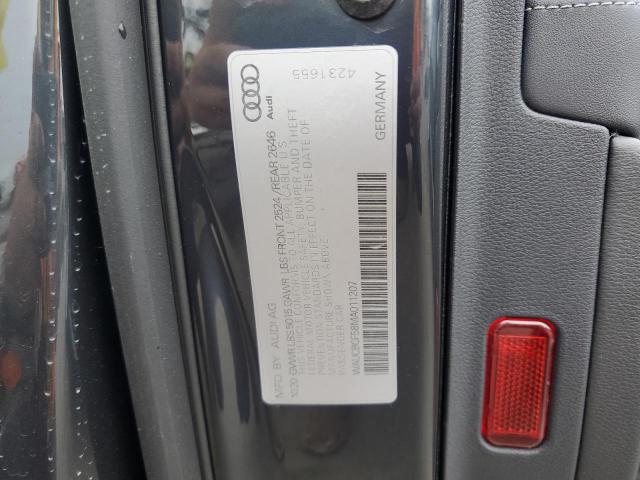 MFD BY AUDI AG
10/20 GVWR LBS 5015 GAWR LBS FRONT 2524 / REAR 2646
THIS VEHICLE CONFORMS TO ALL APPLICABLE U.S.
FEDERAL MOTOR VEHICLE SAFETY, BUMPER AND THEFT
PREVENTION STANDARDS IN EFFECT ON THE DATE OF
MANUFACTURE SHOWN ABOVE
PASSENGER CAR
WAUCBCF58MA011207
GERMANY
Audi
4231655